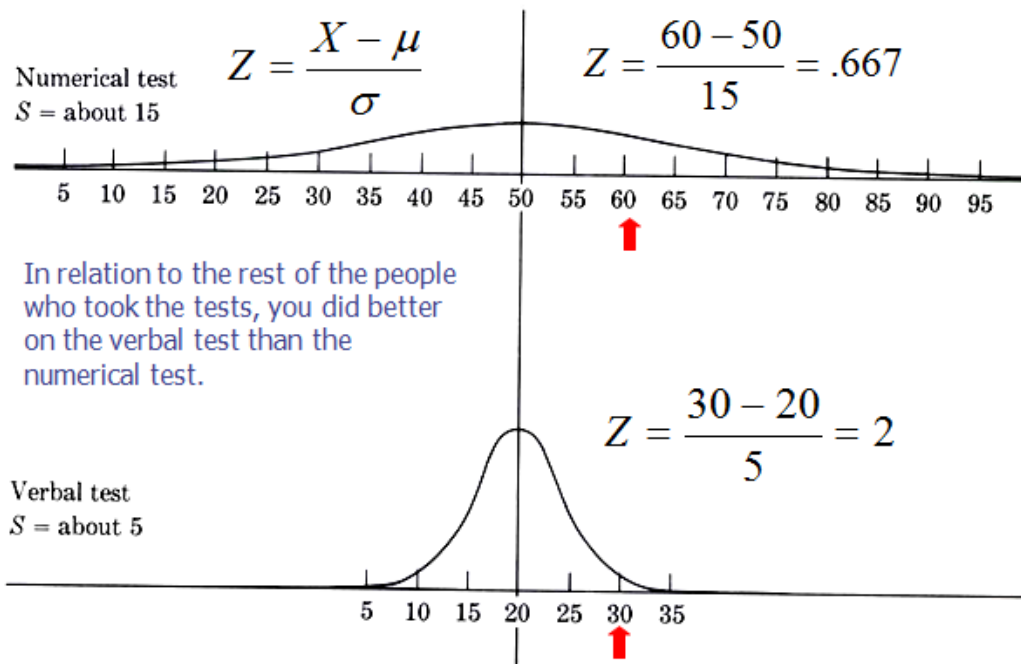 Numerical test
S = about 15
Z = \frac{X - μ}{σ}
Z = \frac{60 - 50}{15} = .667
5 10 15 20 25 30 35 40 45 50 55 60 65 70 75 80 85 90 95
In relation to the rest of the people
who took the tests, you did better
on the verbal test than the
numerical test.
Z = \frac{30 - 20}{5} = 2
Verbal test
S = about 5
5 10 15 20 25 30 35